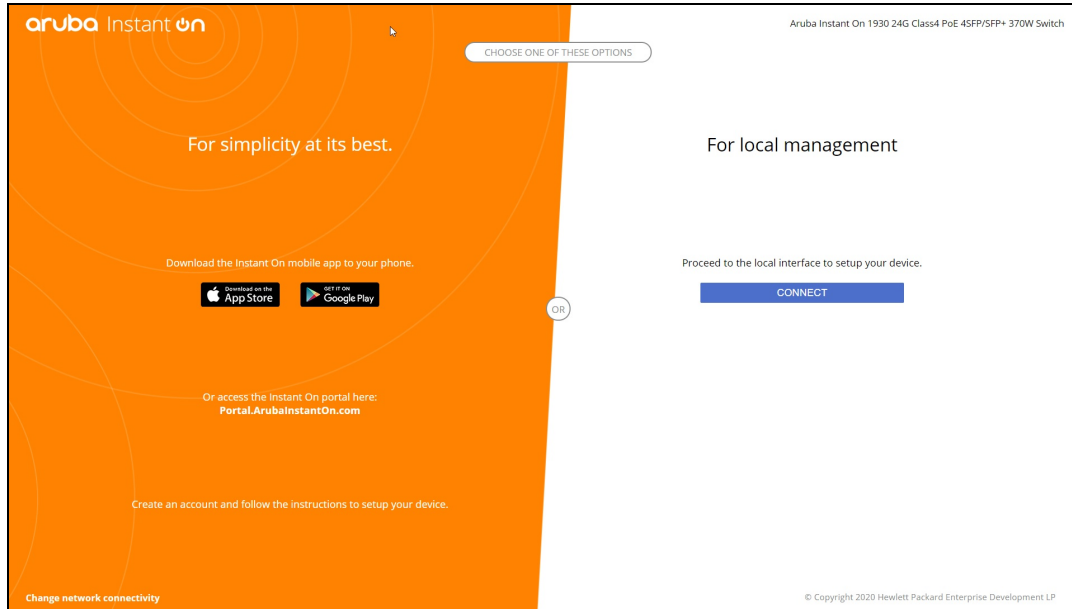 aruba Instant on
Aruba Instant On 1930 24G Class4 PoE 4SFP/SFP+ 370W Switch
CHOOSE ONE OF THESE OPTIONS
For simplicity at its best.
Download the Instant On mobile app to your phone.
Download on the
App Store
GET IT ON
Google Play
Or access the Instant On portal here:
Portal.ArubaInstantOn.com
Create an account and follow the instructions to setup your device.
Change network connectivity
OR
For local management
Proceed to the local interface to setup your device.
CONNECT
© Copyright 2020 Hewlett Packard Enterprise Development LP